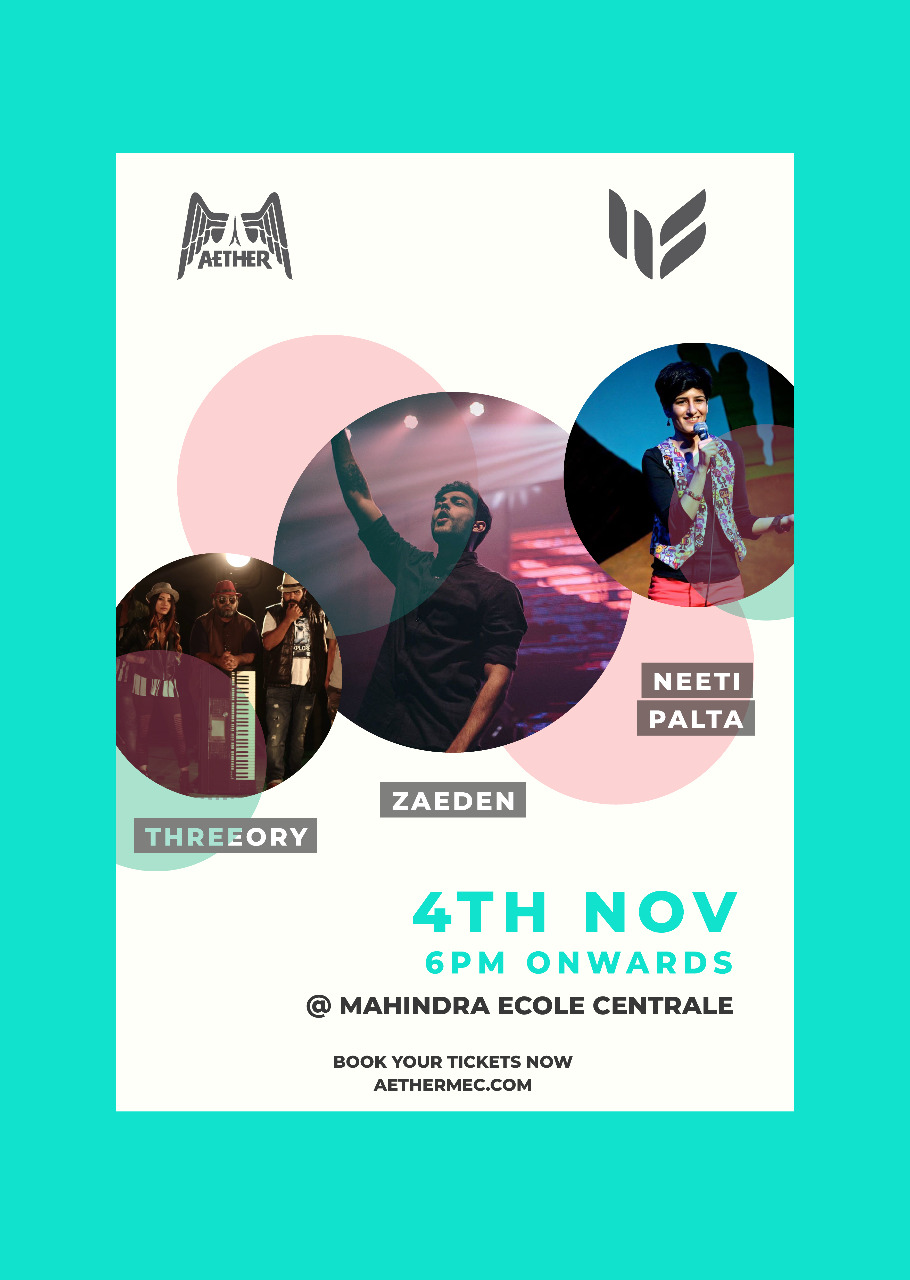 AETHER
NEETI
PALTA
ZAEDEN
THREEORY
4TH NOV
6PM ONWARDS
@ MAHINDRA ECOLE CENTRALE
BOOK YOUR TICKETS NOW
AETHERMEC.COM